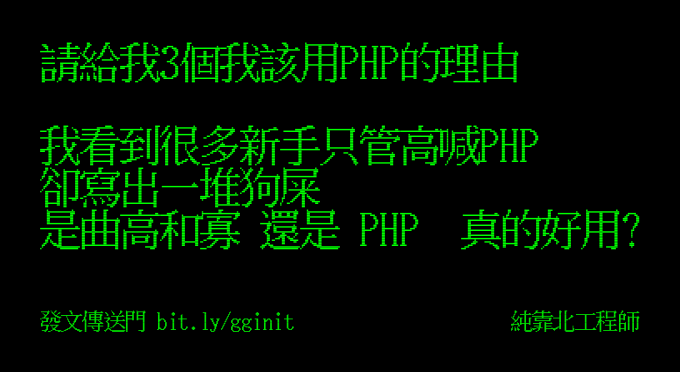 請給我3個我該用PHP的理由
我看到很多新手只管高喊PHP
卻寫出一堆狗屎
是曲高和寡 還是 PHP 真的好用?
發文傳送門 bit.ly/gginit
純靠北工程師